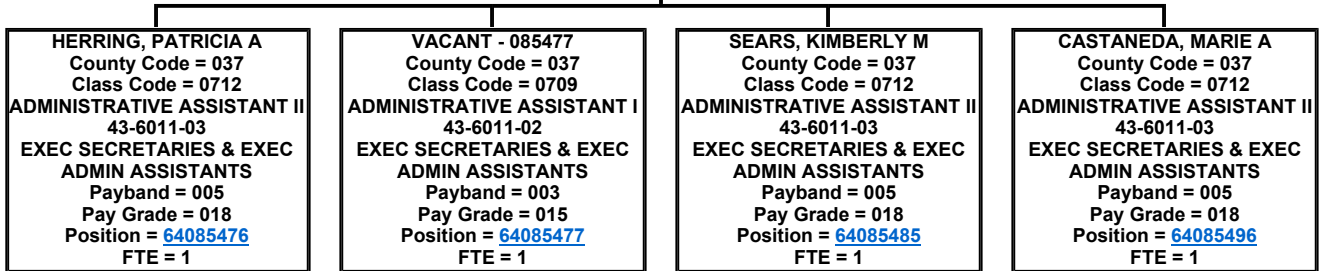 HERRING, PATRICIA A
County Code = 037
Class Code = 0712
ADMINISTRATIVE ASSISTANT II
43-6011-03
EXEC SECRETARIES & EXEC
ADMIN ASSISTANTS
Payband = 005
Pay Grade = 018
Position = 64085476
FTE = 1
VACANT - 085477
County Code = 037
Class Code = 0709
ADMINISTRATIVE ASSISTANT I
43-6011-02
EXEC SECRETARIES & EXEC
ADMIN ASSISTANTS
Payband = 003
Pay Grade = 015
Position = 64085477
FTE = 1
SEARS, KIMBERLY M
County Code = 037
Class Code = 0712
ADMINISTRATIVE ASSISTANT II
43-6011-03
EXEC SECRETARIES & EXEC
ADMIN ASSISTANTS
Payband = 005
Pay Grade = 018
Position = 64085485
FTE = 1
CASTANEDA, MARIE A
County Code = 037
Class Code = 0712
ADMINISTRATIVE ASSISTANT II
43-6011-03
EXEC SECRETARIES & EXEC
ADMIN ASSISTANTS
Payband = 005
Pay Grade = 018
Position = 64085496
FTE = 1